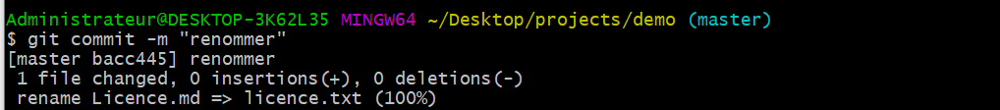 Administrateur@DESKTOP-3K62L35 MINGW64 ~/Desktop/projects/demo (master)
$ git commit -m "renommer"
[master bacc445] renommer
 1 file changed, 0 insertions(+), 0 deletions(-)
 rename Licence.md => licence.txt (100%)